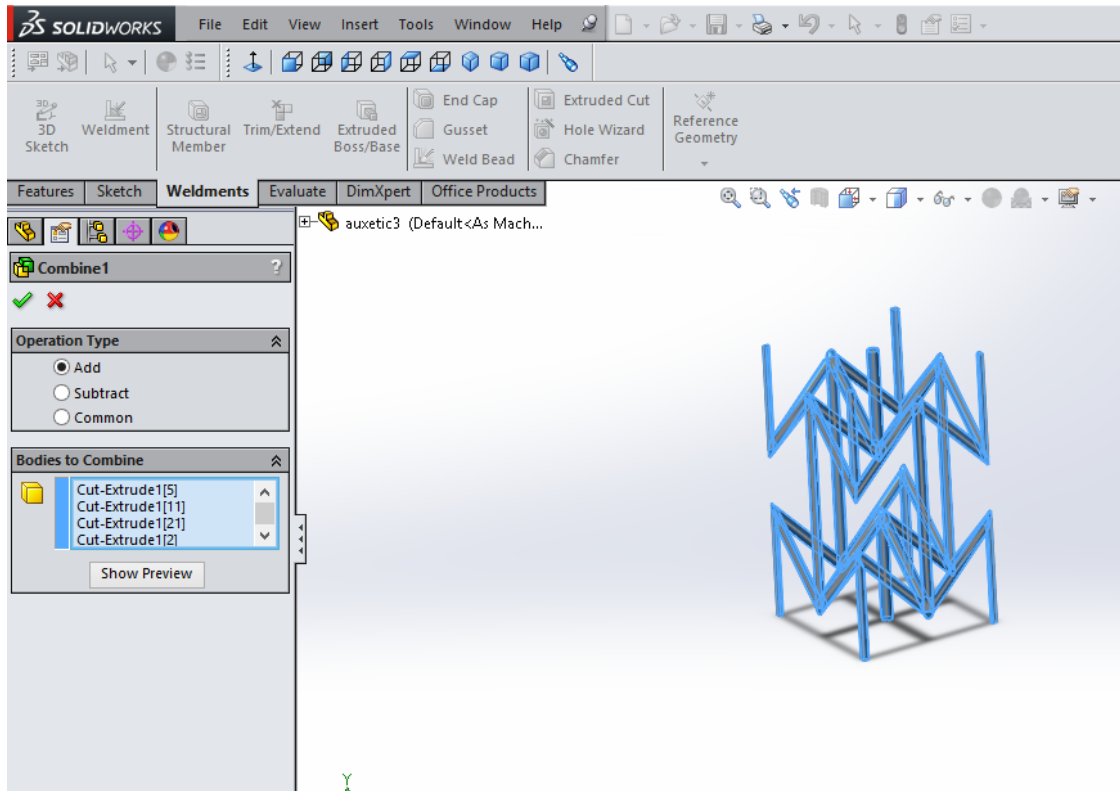 SOLIDWORKS File Edit View Insert Tools Window Help
3D Sketch
Weldment
Structural Member
Trim/Extend
Extruded Boss/Base
End Cap
Gusset
Weld Bead
Extruded Cut
Hole Wizard
Chamfer
Reference Geometry
Features Sketch Weldments Evaluate DimXpert Office Products
auxetic3 (Default<As Mach...
Combine1 ?
Operation Type
Add
Subtract
Common
Bodies to Combine
Cut-Extrude1[5]
Cut-Extrude1[11]
Cut-Extrude1[21]
Cut-Extrude1[2]
Show Preview
Y